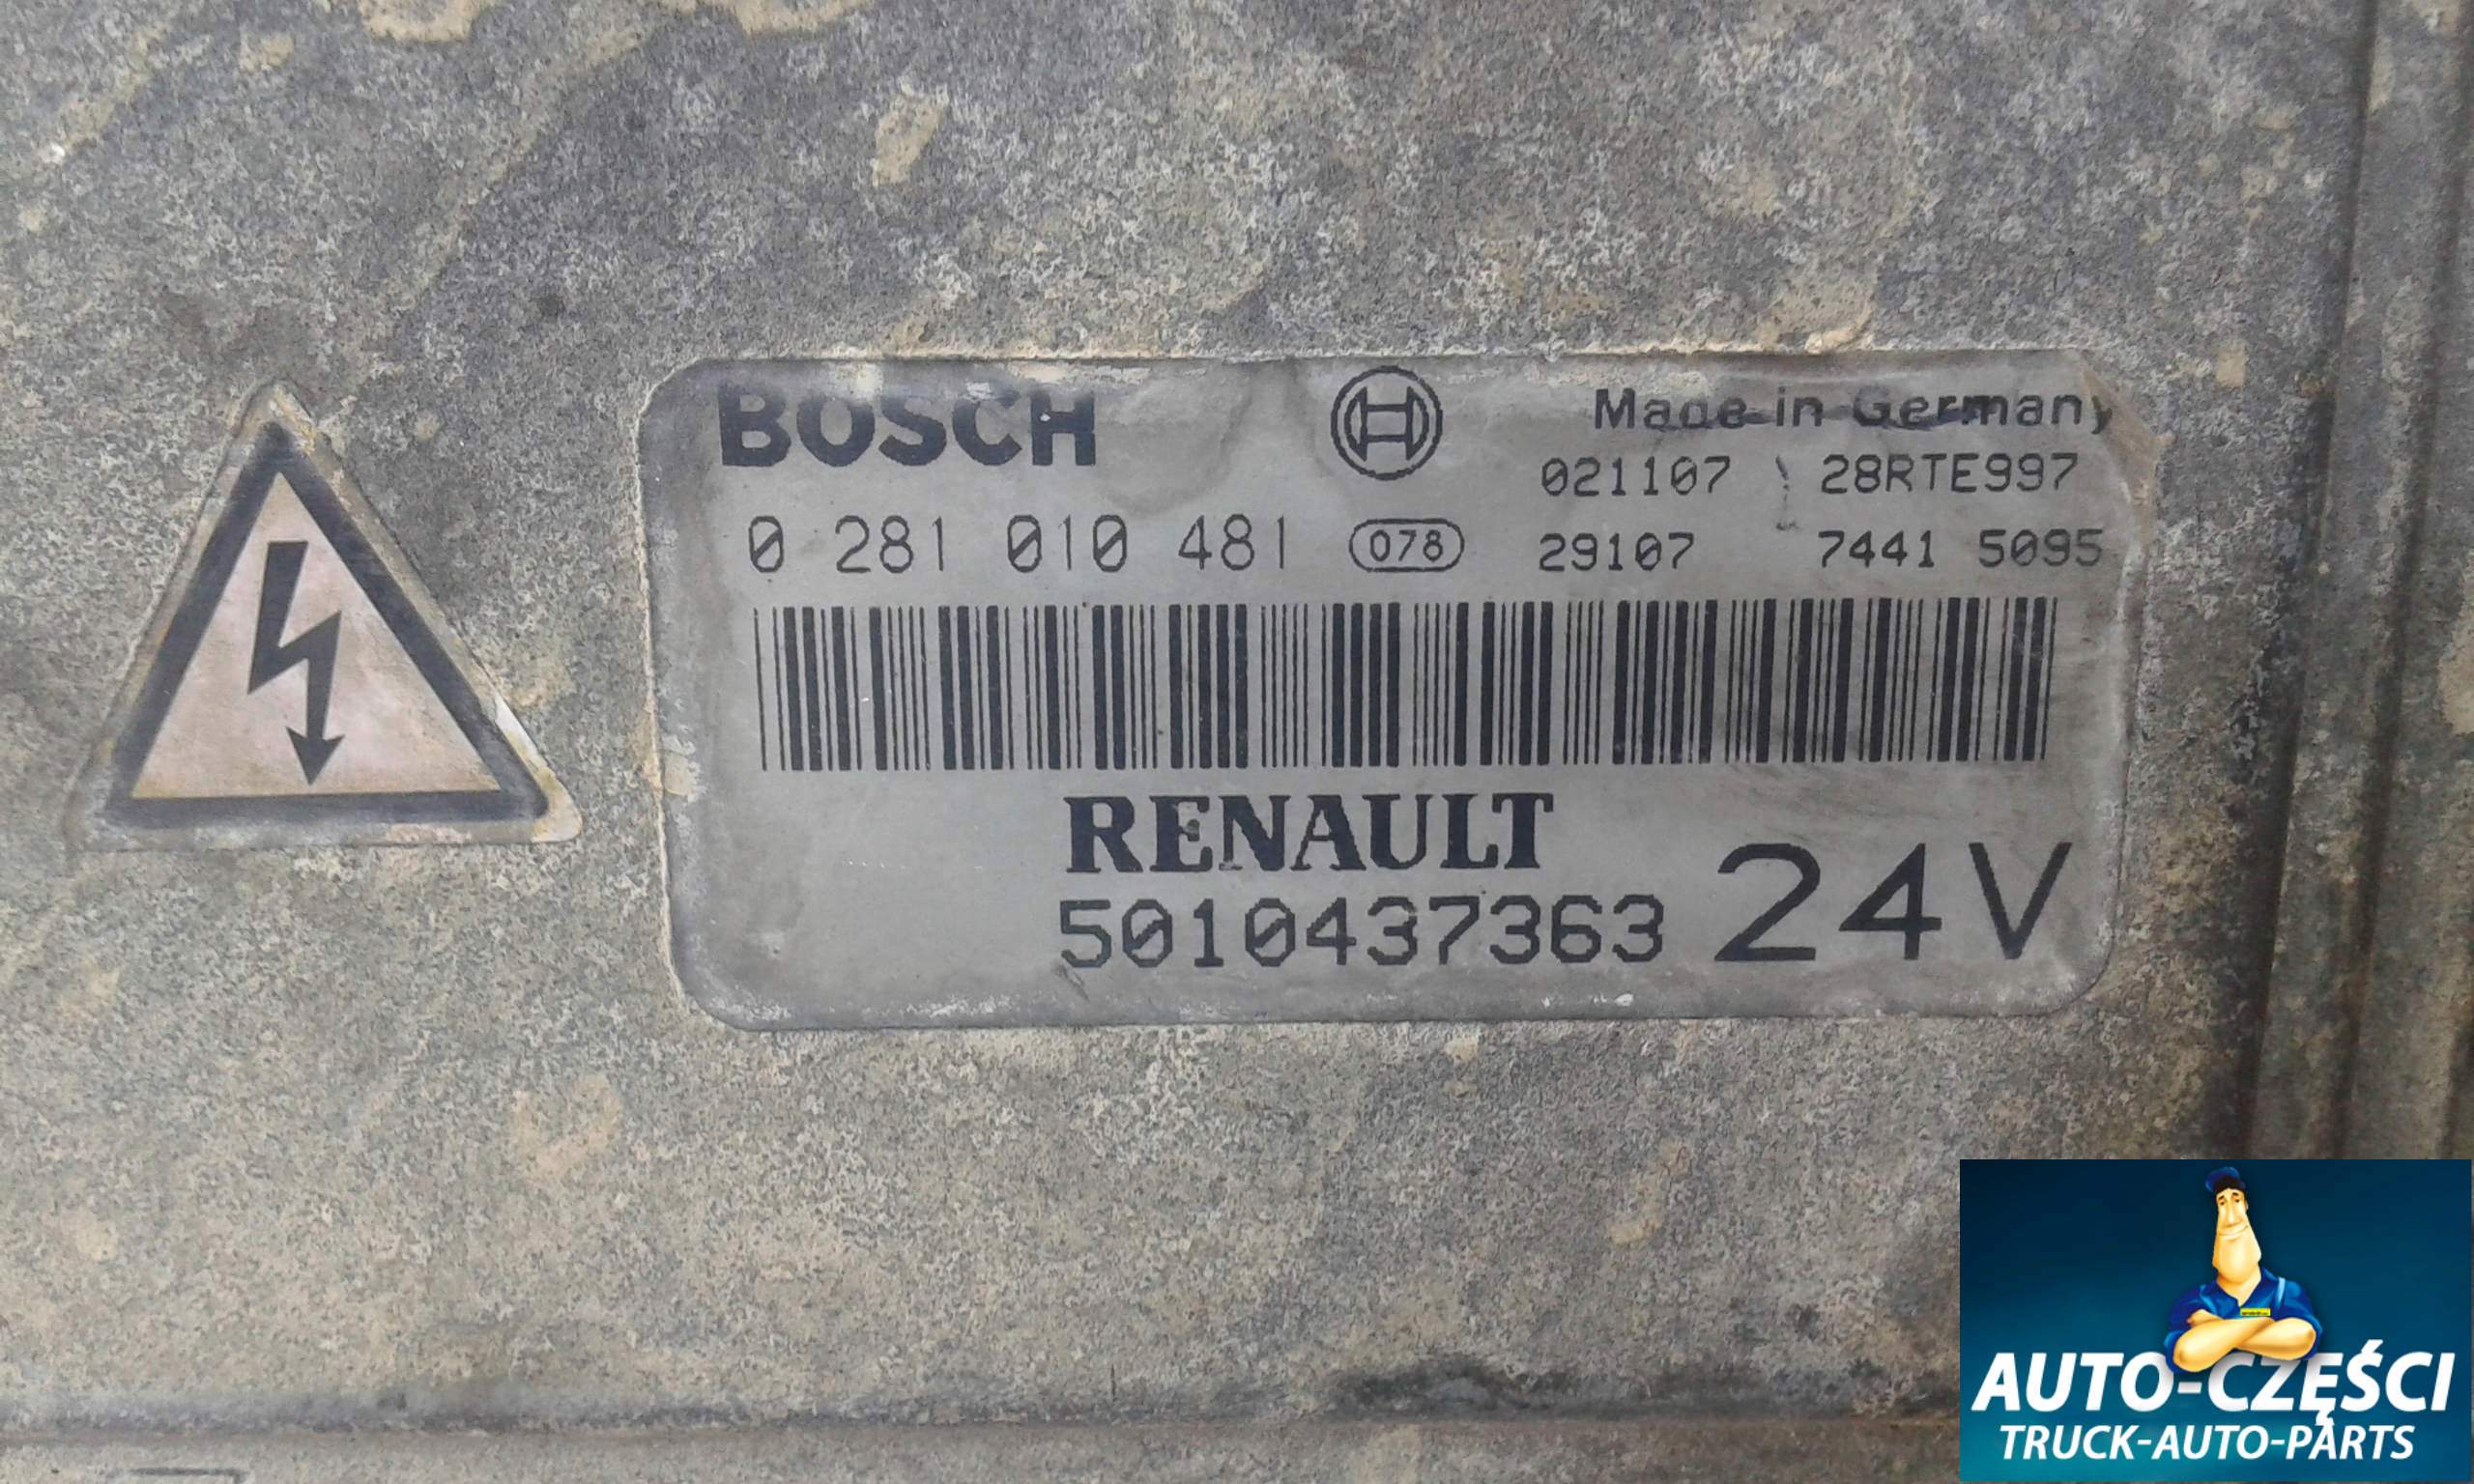 BOSCH
Made in Germany
021107 28RTE997
0 281 010 481 078 29107 7441 5095
RENAULT
5010437363 24V
AUTO-CZĘŚCI
TRUCK-AUTO-PARTS